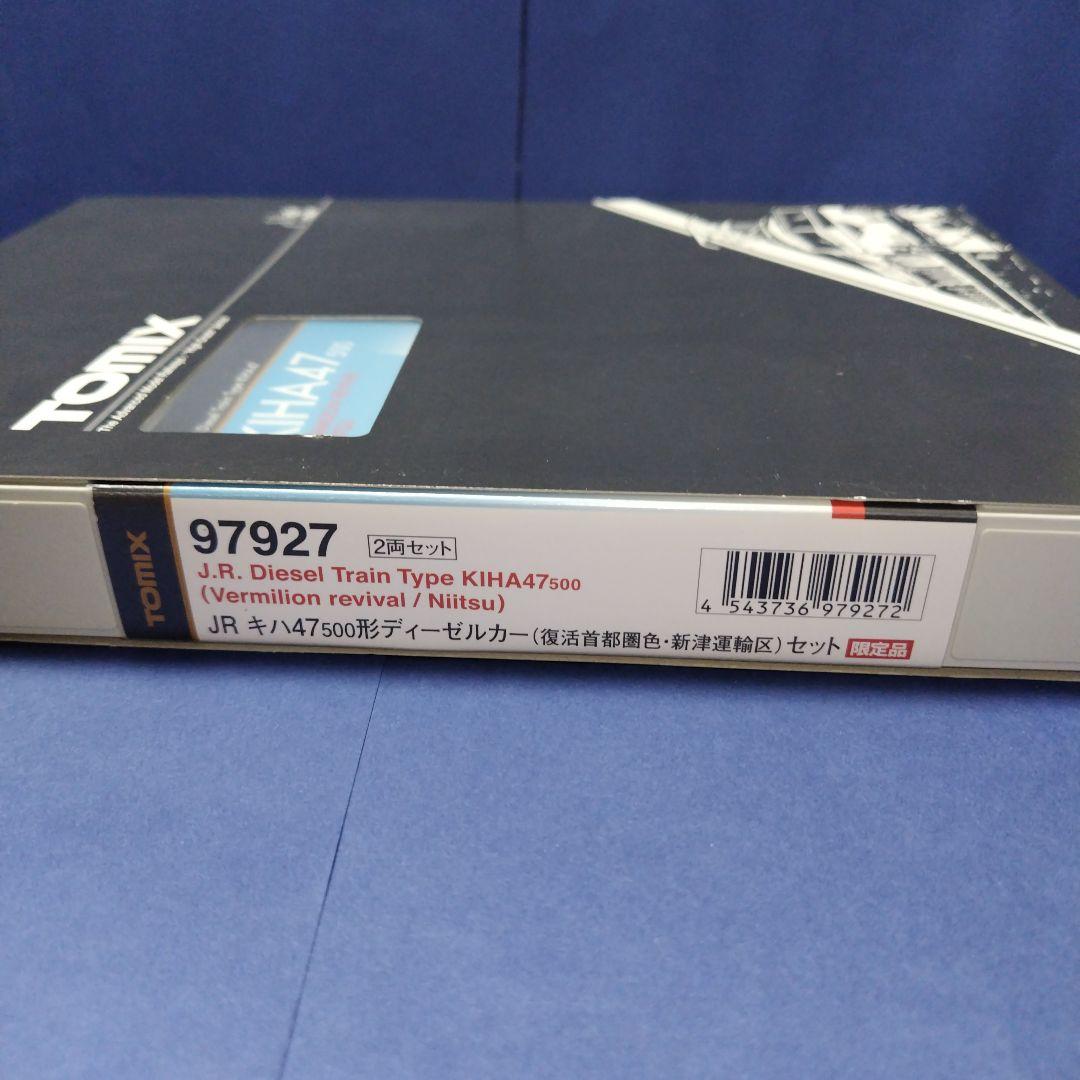 TOMIX
KIHA47 500
TOMIX
97927 2両セット
J.R. Diesel Train Type KIHA47500
(Vermilion revival / Niitsu)
JR キハ47500形ディーゼルカー(復活首都圏色・新津運輸区)セット 限定品
4 543736 979272